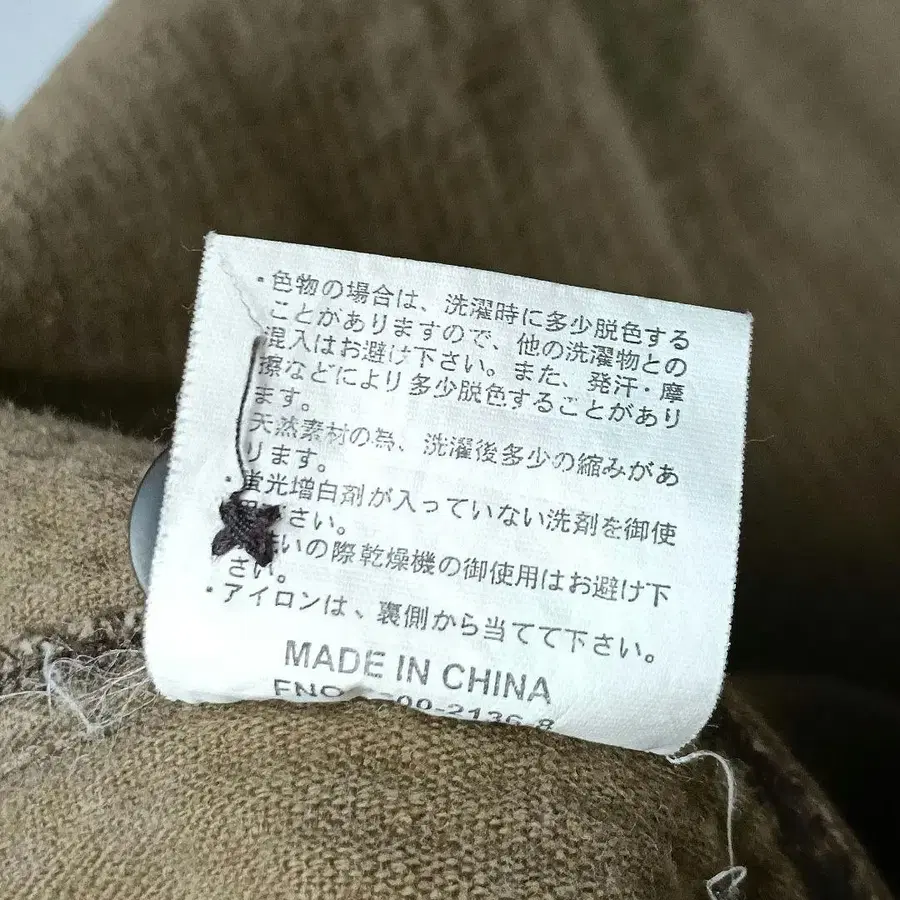 ・色物の場合は、洗濯時に多少脱色する
ことがありますので、他の洗濯物との
混入はお避け下さい。また、発汗・摩
擦などにより多少脱色することがあり
ます。
天然素材の為、洗濯後多少の縮みがあ
ります。
・蛍光増白剤が入っていない洗剤を御使
下さい。
洗いの際乾燥機の御使用はお避け下
さい。
・アイロンは、裏側から当てて下さい。
MADE IN CHINA